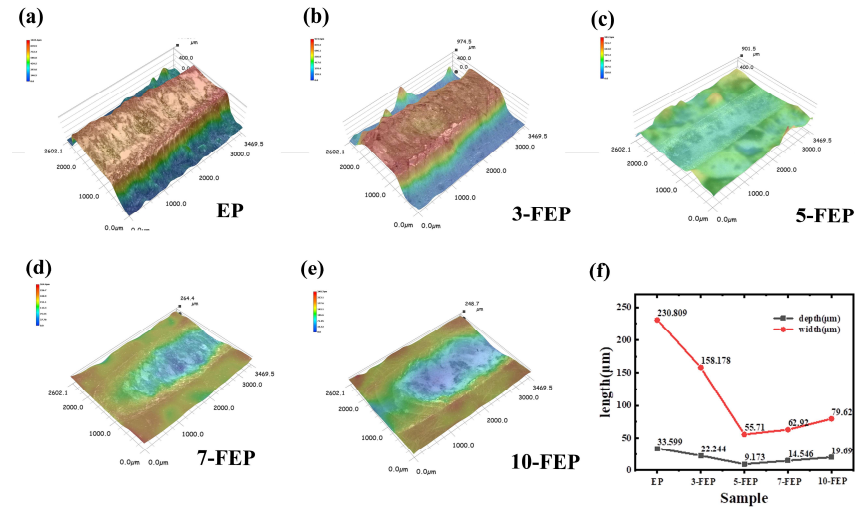 (a)
μm
400.0
0.0
2602.1
2000.0
1000.0
0.0μm
0.0μm
1000.0
2000.0
3000.0
3469.5
EP
(b)
974.5
μm
400.0
0.0
2602.1
2000.0
1000.0
0.0μm
0.0μm
1000.0
2000.0
3000.0
3469.5
3-FEP
(c)
901.5
μm
400.0
2602.1
2000.0
1000.0
0.0μm
0.0μm
1000.0
2000.0
3000.0
3469.5
5-FEP
(d)
264.4
μm
2602.1
2000.0
1000.0
0.0μm
0.0μm
1000.0
2000.0
3000.0
3469.5
7-FEP
(e)
248.7
μm
2602.1
2000.0
1000.0
0.0μm
0.0μm
1000.0
2000.0
3000.0
3469.5
10-FEP
(f)
length(μm)
250
200
150
100
50
0
230.809
158.178
55.71
62.92
79.62
33.599
22.244
9.173
14.546
19.69
depth(μm)
width(μm)
EP
3-FEP
5-FEP
7-FEP
10-FEP
Sample